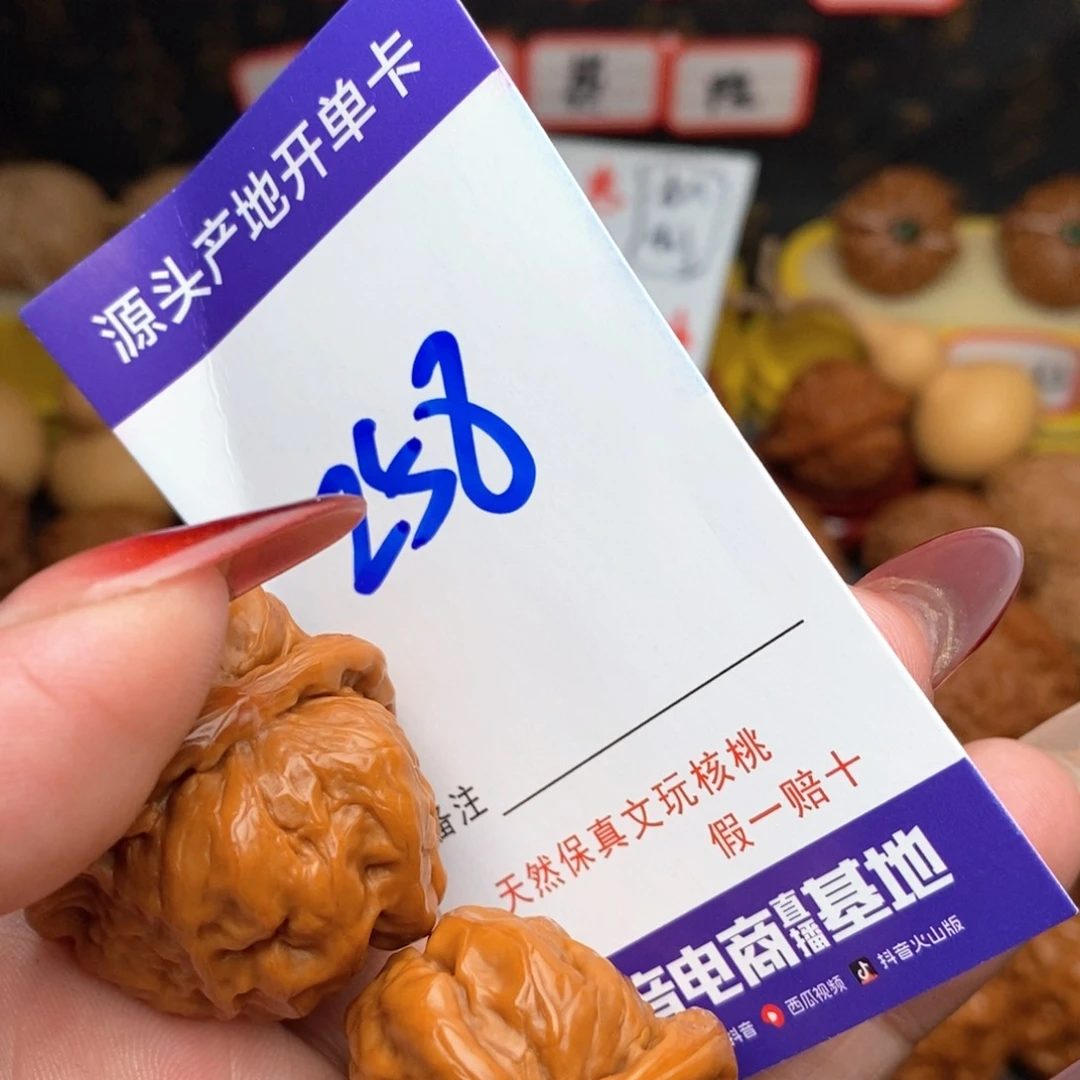 源头产地开单卡
258
备注
天然保真文玩核桃
假一赔十
电商直播基地
抖音 西瓜视频 抖音火山版